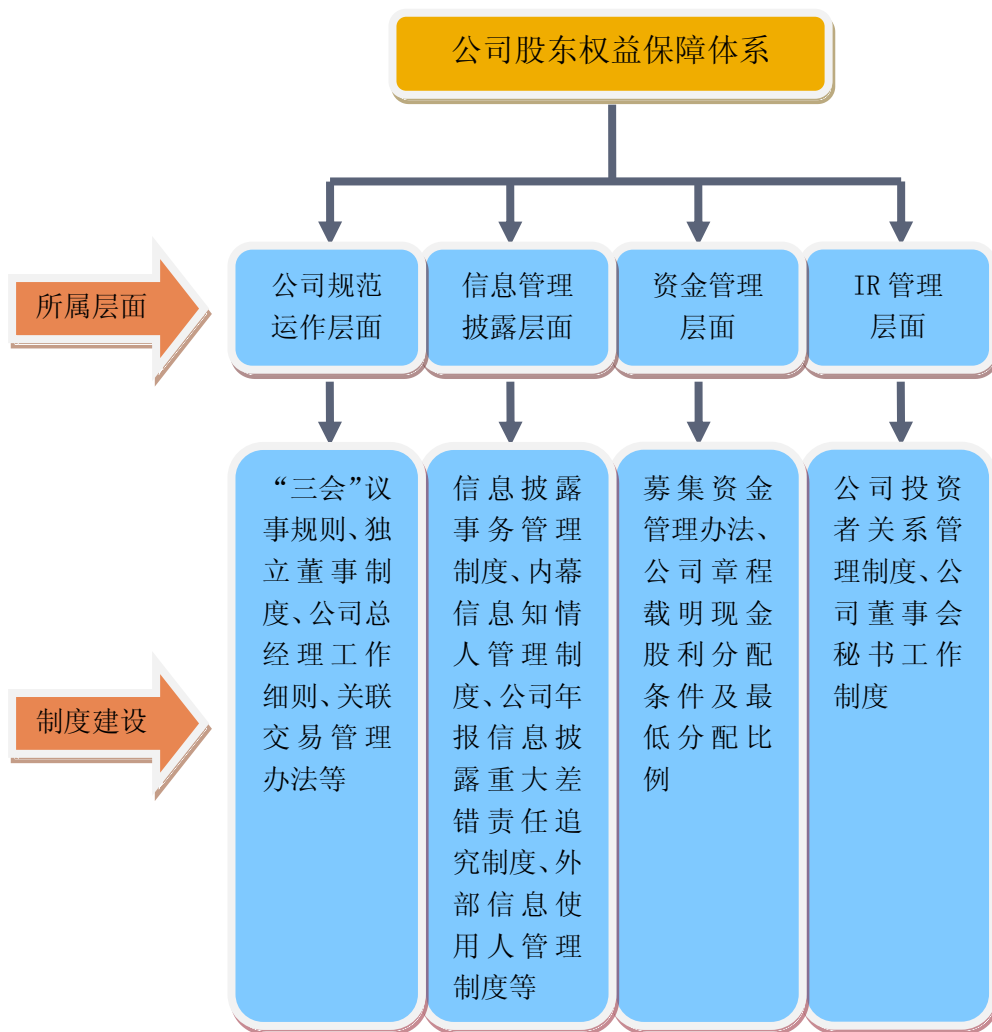 公司股东权益保障体系
所属层面
公司规范
运作层面
信息管理
披露层面
资金管理
层面
IR 管理
层面
制度建设
“三会”议
事规则、独
立董事制
度、公司总
经理工作
细则、关联
交易管理
办法等
信息披露
事务管理
制度、内幕
信息知情
人管理制
度、公司年
报信息披
露重大差
错责任追
究制度、外
部信息使
用人管理
制度等
募集资金
管理办法、
公司章程
载明现金
股利分配
条件及最
低分配比
例
公司投资
者关系管
理制度、公
司董事会
秘书工作
制度